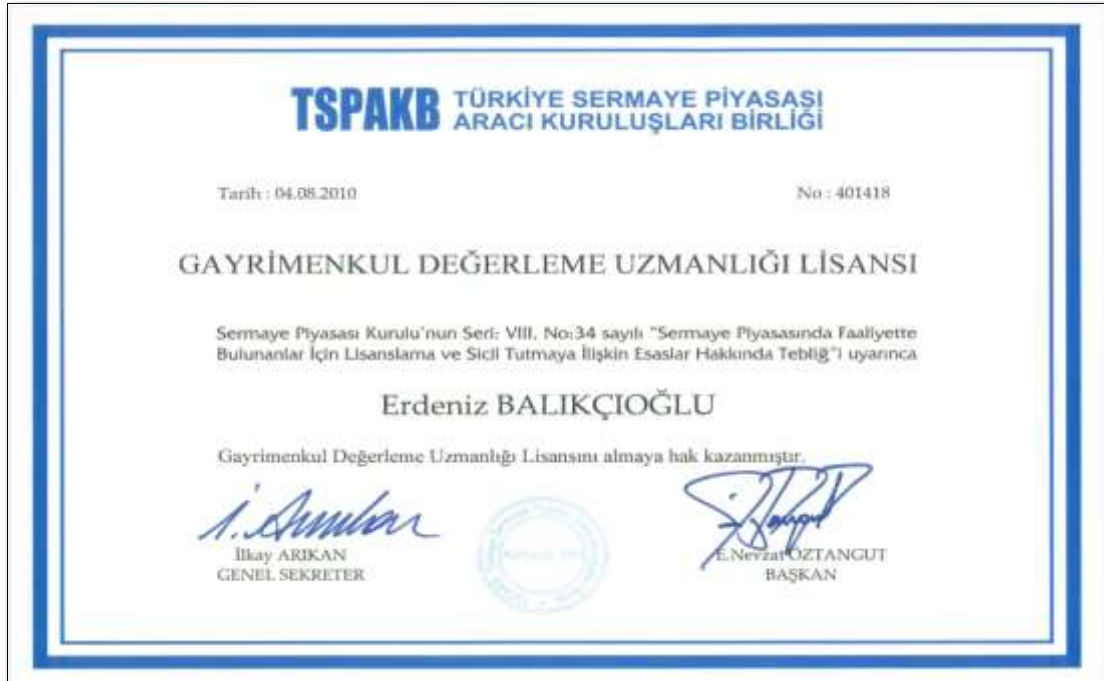 TSPAKB TÜRKİYE SERMAYE PİYASASI
ARACI KURULUŞLARI BİRLİĞİ
Tarih : 04.08.2010
No : 401418
GAYRİMENKUL DEĞERLEME UZMANLIĞI LİSANSI
Sermaye Piyasası Kurulu'nun Seri: VIII, No:34 sayılı "Sermaye Piyasasında Faaliyette
Bulunanlar İçin Lisanslama ve Sicil Tutmaya İlişkin Esaslar Hakkında Tebliğ"i uyarınca
Erdeniz BALIKÇIOĞLU
Gayrimenkul Değerleme Uzmanlığı Lisansını almaya hak kazanmıştır.
İlkay ARIKAN
GENEL SEKRETER
E.Nevzat ÖZTANGUT
BAŞKAN